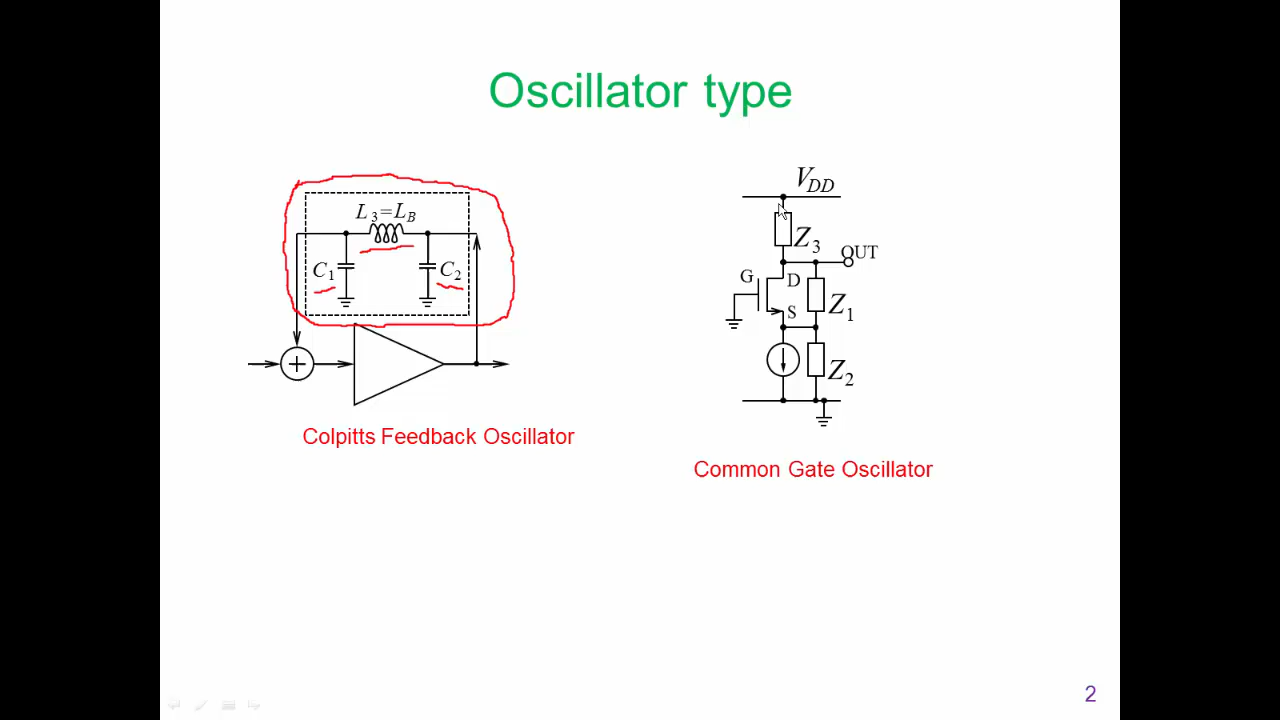 Oscillator type
L3=LB
C1
C2
+
Colpitts Feedback Oscillator
VDD
Z3
OUT
G
D
S
Z1
Z2
Common Gate Oscillator
2